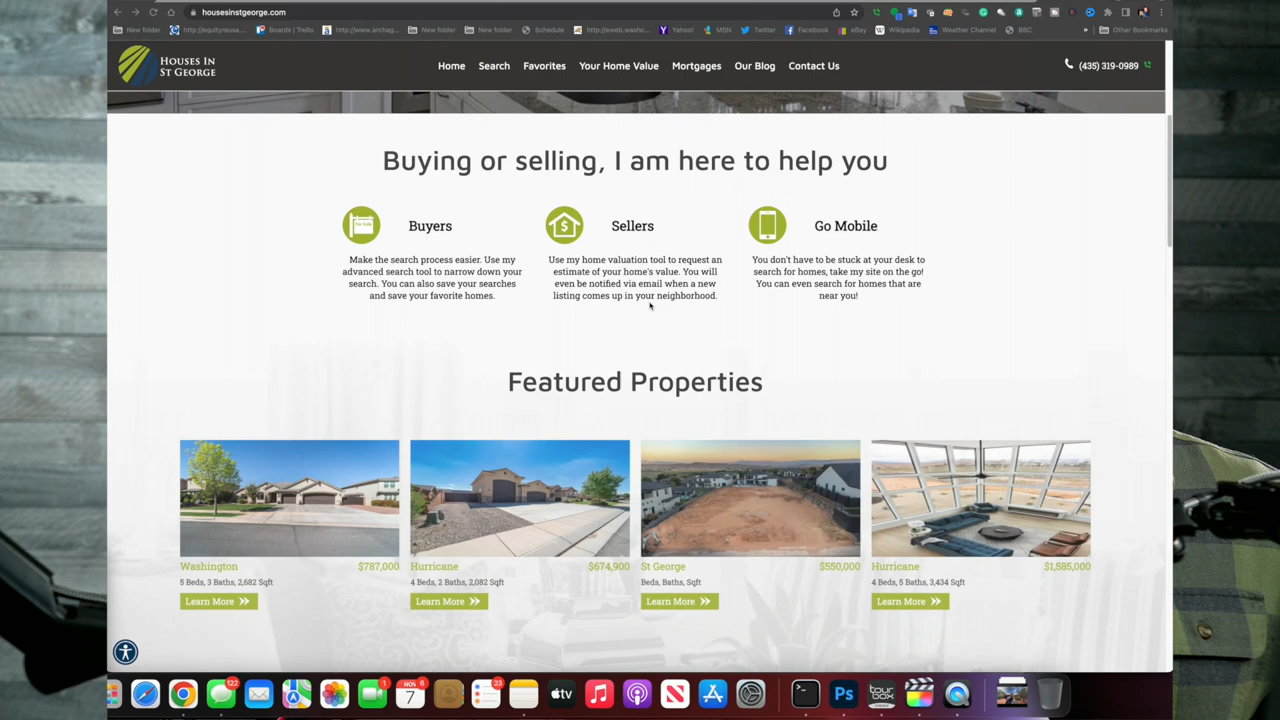 housesinstgeorge.com
New folder
http://equityreusa...
Boards | Trello
http://www.archag...
New folder
New folder
Schedule
http://eweb.washc...
Yahoo!
MSN
Twitter
Facebook
eBay
Wikipedia
Weather Channel
BBC
»
Other Bookmarks
HOUSES IN
ST GEORGE
Home
Search
Favorites
Your Home Value
Mortgages
Our Blog
Contact Us
(435) 319-0989
Buying or selling, I am here to help you
For Sale
Buyers
Make the search process easier. Use my
advanced search tool to narrow down your
search. You can also save your searches
and save your favorite homes.
$
Sellers
Use my home valuation tool to request an
estimate of your home's value. You will
even be notified via email when a new
listing comes up in your neighborhood.
Go Mobile
You don't have to be stuck at your desk to
search for homes, take my site on the go!
You can even search for homes that are
near you!
Featured Properties
Washington
$787,000
5 Beds, 3 Baths, 2,682 Sqft
Learn More
Hurricane
$674,900
4 Beds, 2 Baths, 2,082 Sqft
Learn More
St George
$550,000
Beds, Baths, Sqft
Learn More
Hurricane
$1,585,000
4 Beds, 5 Baths, 3,434 Sqft
Learn More
122
1
NOV 6
7
23
tv
Ps
tourbox
CONSOLE